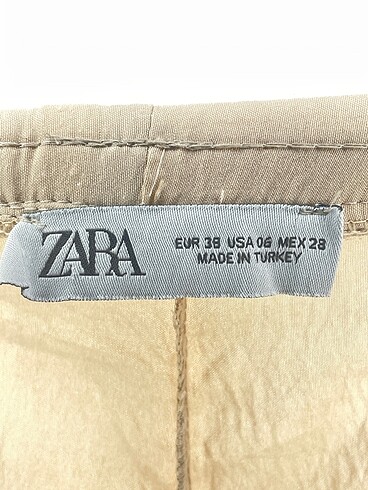 ZARA
EUR 38 USA 06 MEX 28
MADE IN TURKEY